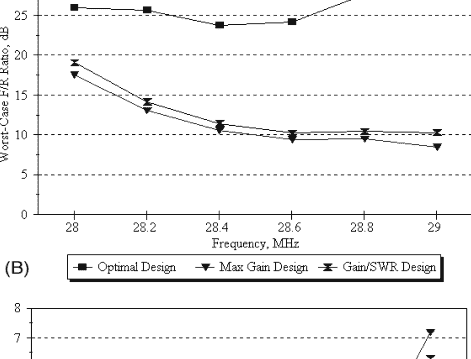 25
20
15
10
5
0
Worst-Case F/R Ratio, dB
28 28.2 28.4 28.6 28.8 29
Frequency, MHz
(B)
Optimal Design Max Gain Design Gain/SWR Design
8
7